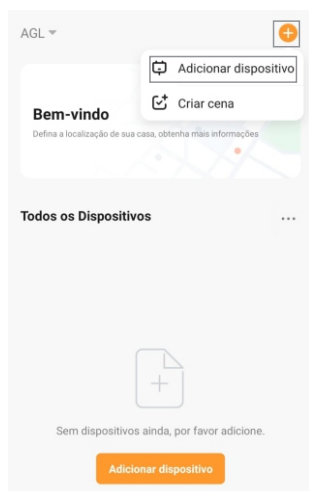 AGL
Adicionar dispositivo
Criar cena
Bem-vindo
Defina a localização de sua casa, obtenha mais informações
Todos os Dispositivos
Sem dispositivos ainda, por favor adicione.
Adicionar dispositivo